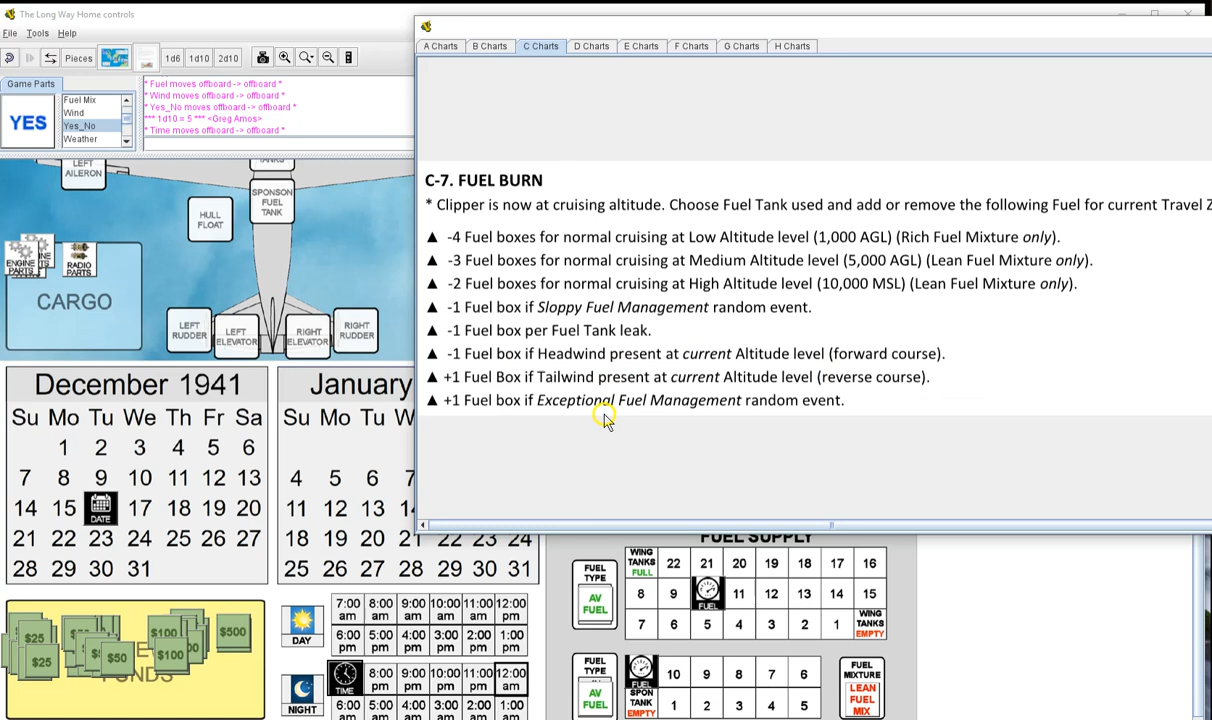 The Long Way Home controls
File Tools Help
Pieces 1d6 1d10 2d10
Game Parts
YES
Fuel Mix
Wind
Yes_No
Weather
* Fuel moves offboard -> offboard *
* Wind moves offboard -> offboard *
* Yes_No moves offboard -> offboard *
*** 1d10 = 5 *** <Greg Amos>
* Time moves offboard -> offboard *
A Charts B Charts C Charts D Charts E Charts F Charts G Charts H Charts
C-7. FUEL BURN
* Clipper is now at cruising altitude. Choose Fuel Tank used and add or remove the following Fuel for current Travel Z
▲ -4 Fuel boxes for normal cruising at Low Altitude level (1,000 AGL) (Rich Fuel Mixture only).
▲ -3 Fuel boxes for normal cruising at Medium Altitude level (5,000 AGL) (Lean Fuel Mixture only).
▲ -2 Fuel boxes for normal cruising at High Altitude level (10,000 MSL) (Lean Fuel Mixture only).
▲ -1 Fuel box if Sloppy Fuel Management random event.
▲ -1 Fuel box per Fuel Tank leak.
▲ -1 Fuel box if Headwind present at current Altitude level (forward course).
▲ +1 Fuel Box if Tailwind present at current Altitude level (reverse course).
▲ +1 Fuel box if Exceptional Fuel Management random event.
LEFT
AILERON
TANKS
SPONSON
FUEL
TANK
HULL
FLOAT
ENGINE
PARTS
RADIO
PARTS
CARGO
LEFT
RUDDER
LEFT
ELEVATOR
RIGHT
ELEVATOR
RIGHT
RUDDER
December 1941
Su Mo Tu We Th Fr Sa
1 2 3 4 5 6
7 8 9 10 11 12 13
14 15 DATE 17 18 19 20
21 22 23 24 25 26 27
28 29 30 31
January
Su Mo Tu We T
4 5 6 7
11 12 13 1
18 19 20 21 22 23 24
25 26 27 28 29 30 31
$25
$25
$50
$100
$100
$500
DAY
7:00 am 8:00 am 9:00 am 10:00 am 11:00 am 12:00 pm
6:00 pm 5:00 pm 4:00 pm 3:00 pm 2:00 pm 1:00 pm
NIGHT
TIME 8:00 pm 9:00 pm 10:00 pm 11:00 pm 12:00 am
6:00 am 5:00 am 4:00 am 3:00 am 2:00 am 1:00 am
FUEL SUPPLY
FUEL
TYPE
AV
FUEL
WING TANKS FULL 22 21 20 19 18 17 16
8 9 FUEL 11 12 13 14 15
7 6 5 4 3 2 1 WING TANKS EMPTY
FUEL
TYPE
AV
FUEL
FUEL 10 9 8 7 6
SPON TANK EMPTY 1 2 3 4 5
FUEL
MIXTURE
LEAN
FUEL
MIX